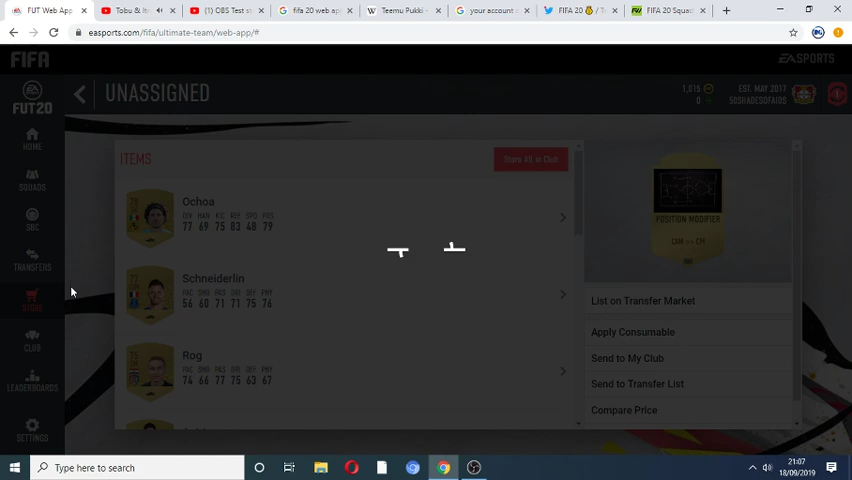 FUT Web App
Tobu & It
(1) OBS Test st
fifa 20 web app
Teemu Pukki -
your account
FIFA 20 🥇 / T
FIFA 20 Squad
easports.com/fifa/ultimate-team/web-app/#
FIFA
EA SPORTS
FUT20
UNASSIGNED
1,015
0
EST. MAY 2017
50SHADESOFAIDS
HOME
SQUADS
SBC
TRANSFERS
STORE
CLUB
LEADERBOARDS
SETTINGS
ITEMS
Store All in Club
Ochoa
DIV HAN KIC REF SPD POS
77 69 75 83 48 79
Schneiderlin
PAC SHO PAS DRI DEF PHY
56 60 71 71 75 76
Rog
PAC SHO PAS DRI DEF PHY
74 66 77 75 63 67
POSITION MODIFIER
CAM >> CM
List on Transfer Market
Apply Consumable
Send to My Club
Send to Transfer List
Compare Price
Type here to search
21:07
18/09/2019